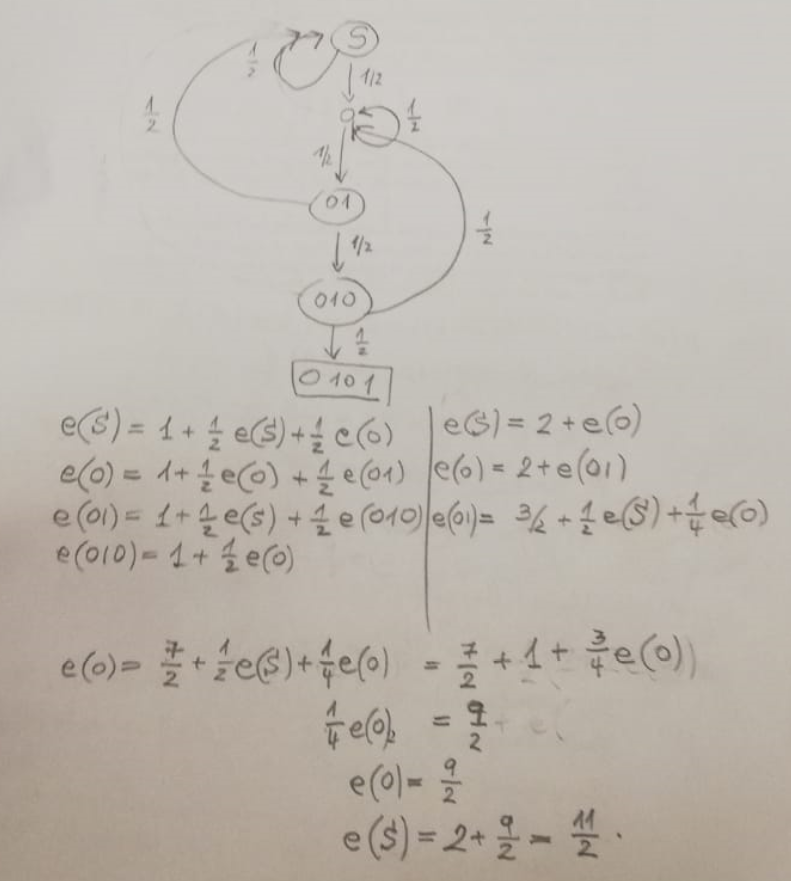 S
1/2
1/2
1/2
0
1/2
1/2
01
1/2
1/2
010
1/2
0101
e(S) = 1 + 1/2 e(S) + 1/2 e(0) | e(S) = 2 + e(0)
e(0) = 1 + 1/2 e(0) + 1/2 e(01) | e(0) = 2 + e(01)
e(01) = 1 + 1/2 e(S) + 1/2 e(010) | e(01) = 3/2 + 1/2 e(S) + 1/4 e(0)
e(010) = 1 + 1/2 e(0)
e(0) = 7/2 + 1/2 e(S) + 1/4 e(0) = 7/2 + 1 + 3/4 e(0)
1/4 e(0) = 9/2
e(0) = 9/2
e(S) = 2 + 9/2 = 11/2 .